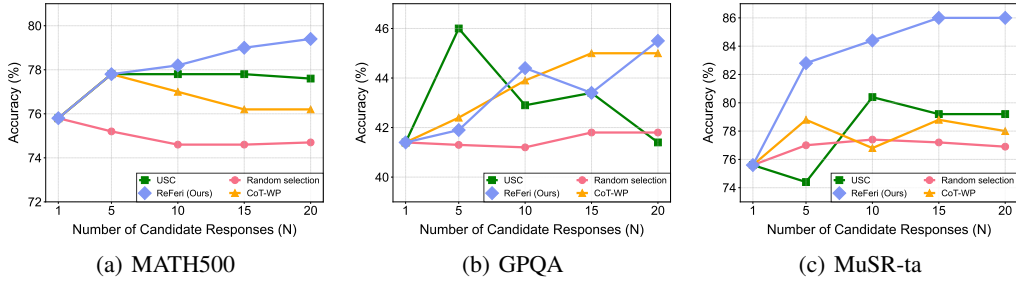 Accuracy (%)
80
78
76
74
72
USC
ReFeri (Ours)
Random selection
CoT-WP
1
5
10
15
20
Number of Candidate Responses (N)
(a) MATH500
Accuracy (%)
46
44
42
40
USC
ReFeri (Ours)
Random selection
CoT-WP
1
5
10
15
20
Number of Candidate Responses (N)
(b) GPQA
Accuracy (%)
86
84
82
80
78
76
74
USC
ReFeri (Ours)
Random selection
CoT-WP
1
5
10
15
20
Number of Candidate Responses (N)
(c) MuSR-ta